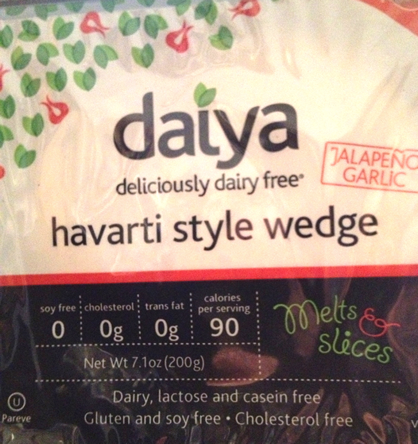 daiya
deliciously dairy free*
JALAPEÑO
GARLIC
havarti style wedge
soy free
0
cholesterol
0g
trans fat
0g
calories
per serving
90
Melts &
slices
Net Wt 7.1oz (200g)
U
Pareve
Dairy, lactose and casein free
Gluten and soy free • Cholesterol free